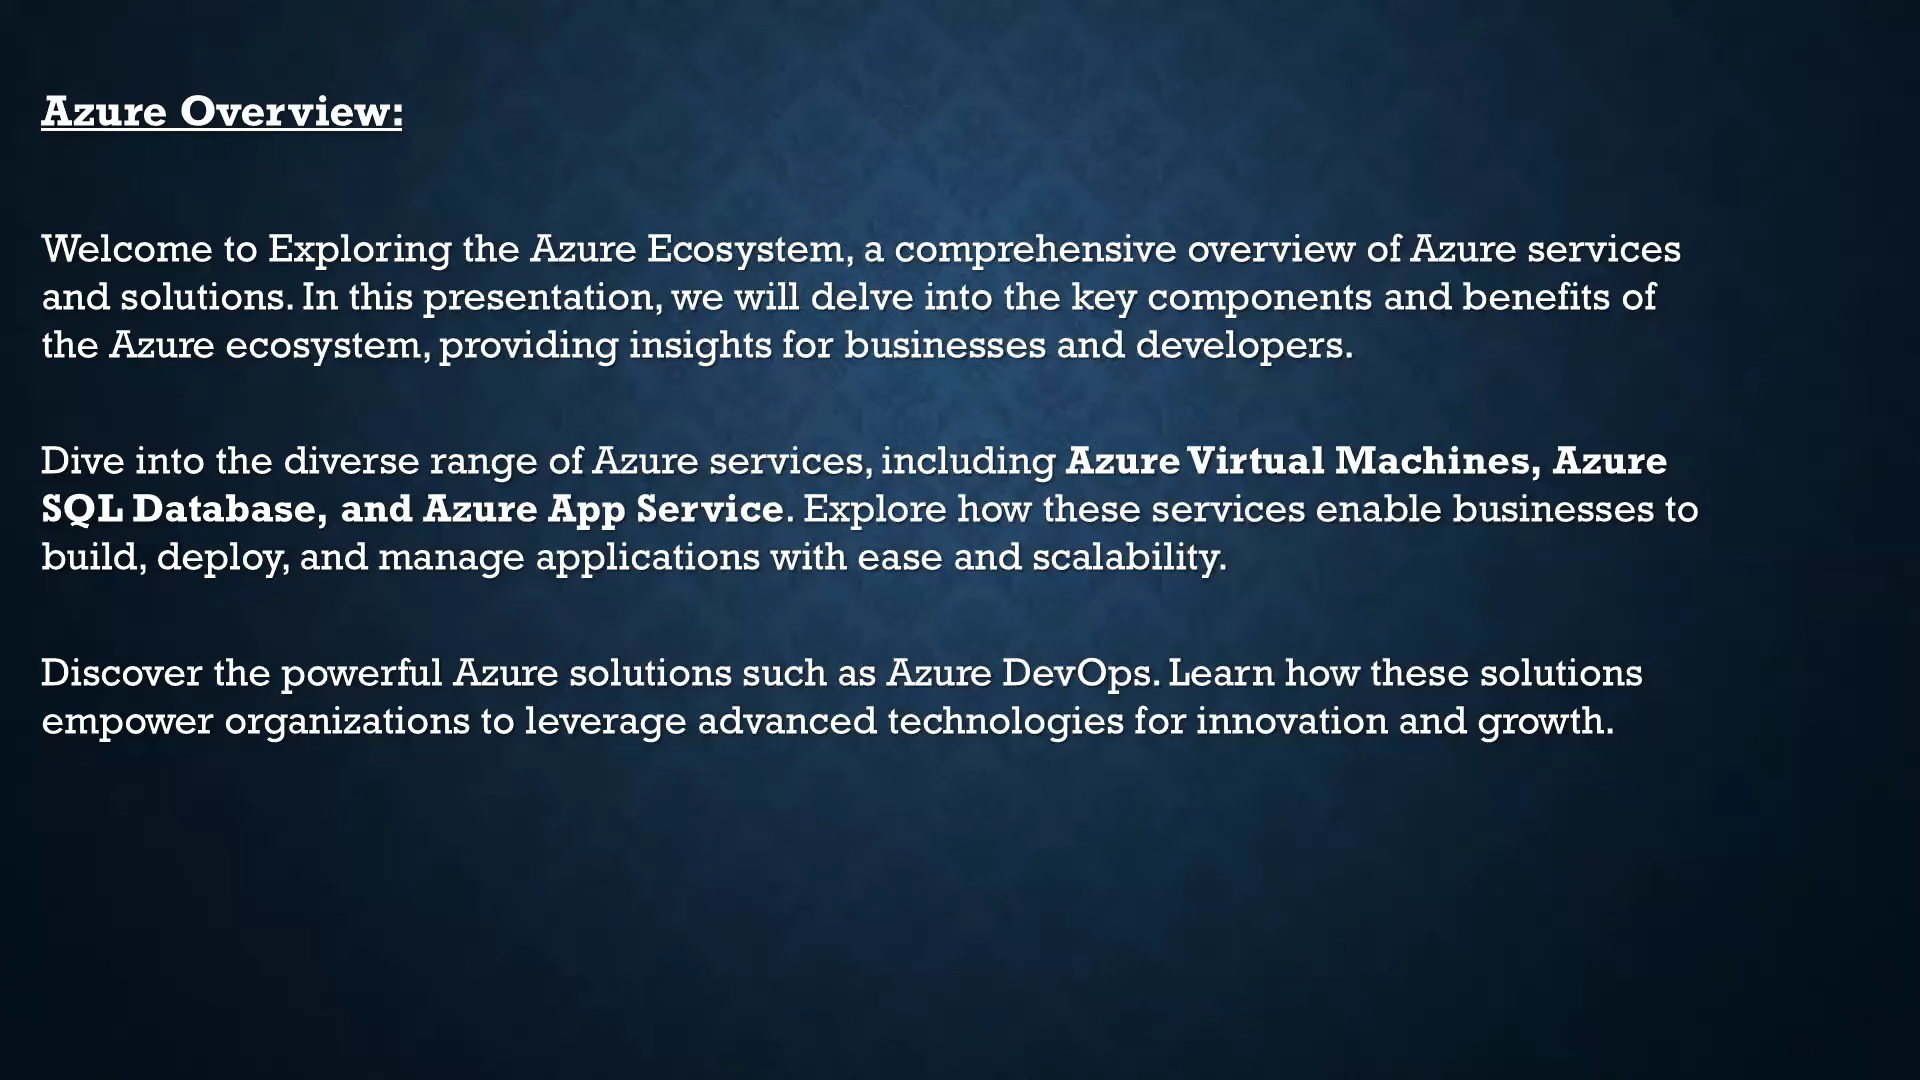 Azure Overview:
Welcome to Exploring the Azure Ecosystem, a comprehensive overview of Azure services
and solutions. In this presentation, we will delve into the key components and benefits of
the Azure ecosystem, providing insights for businesses and developers.
Dive into the diverse range of Azure services, including Azure Virtual Machines, Azure
SQL Database, and Azure App Service. Explore how these services enable businesses to
build, deploy, and manage applications with ease and scalability.
Discover the powerful Azure solutions such as Azure DevOps. Learn how these solutions
empower organizations to leverage advanced technologies for innovation and growth.